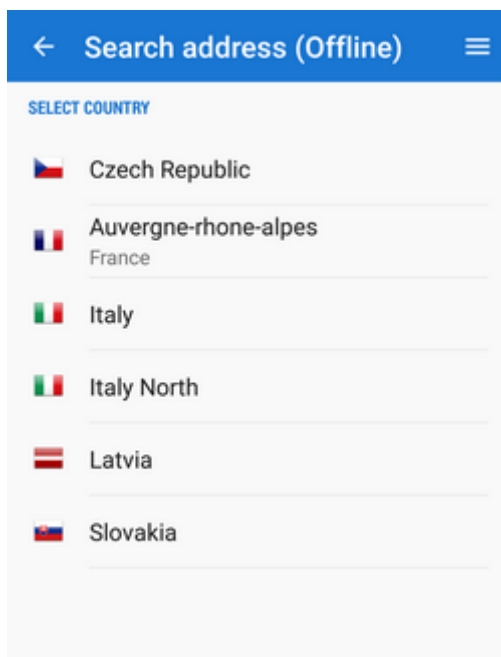 Search address (Offline)
SELECT COUNTRY
Czech Republic
Auvergne-rhone-alpes
France
Italy
Italy North
Latvia
Slovakia